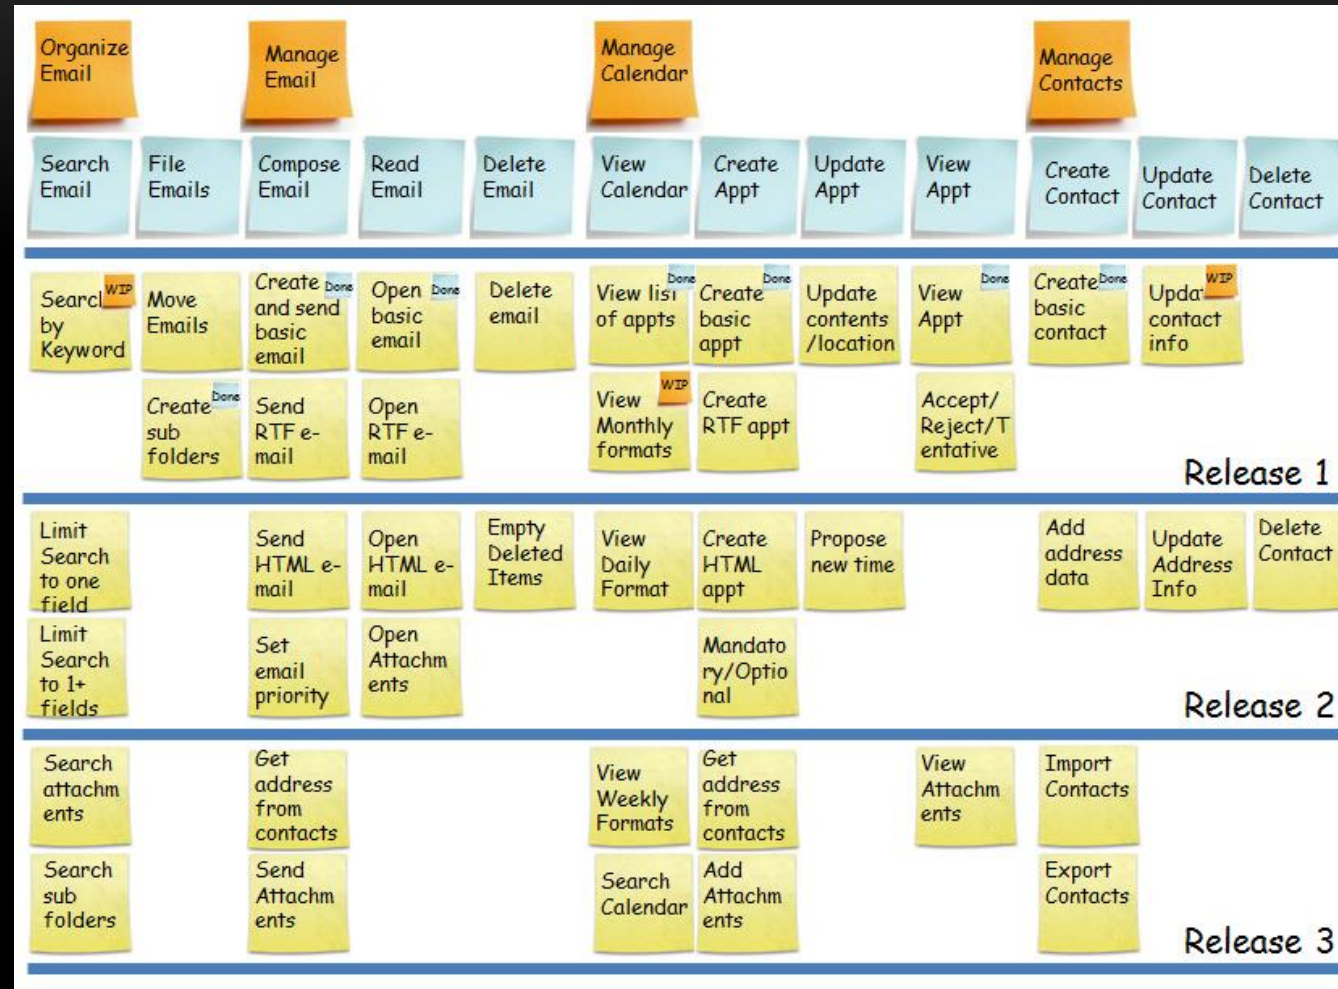 Organize
Email
Manage
Email
Manage
Calendar
Manage
Contacts
Search
Email
File
Emails
Compose
Email
Read
Email
Delete
Email
View
Calendar
Create
Appt
Update
Appt
View
Appt
Create
Contact
Update
Contact
Delete
Contact
Search
by
Keyword
WIP
Move
Emails
Create
and send
basic
email
Done
Open
basic
email
Done
Delete
email
View list
of appts
Done
Create
basic
appt
Done
Update
contents
/location
View
Appt
Done
Create
basic
contact
Done
Updat
contact
info
WIP
Create
sub
folders
Done
Send
RTF e-
mail
Open
RTF e-
mail
View
Monthly
formats
WIP
Create
RTF appt
Accept/
Reject/T
entative
Release 1
Limit
Search
to one
field
Send
HTML e-
mail
Open
HTML e-
mail
Empty
Deleted
Items
View
Daily
Format
Create
HTML
appt
Propose
new time
Add
address
data
Update
Address
Info
Delete
Contact
Limit
Search
to 1+
fields
Set
email
priority
Open
Attachm
ents
Mandato
ry/Optio
nal
Release 2
Search
attachm
ents
Get
address
from
contacts
View
Weekly
Formats
Get
address
from
contacts
View
Attachm
ents
Import
Contacts
Search
sub
folders
Send
Attachm
ents
Search
Calendar
Add
Attachm
ents
Export
Contacts
Release 3